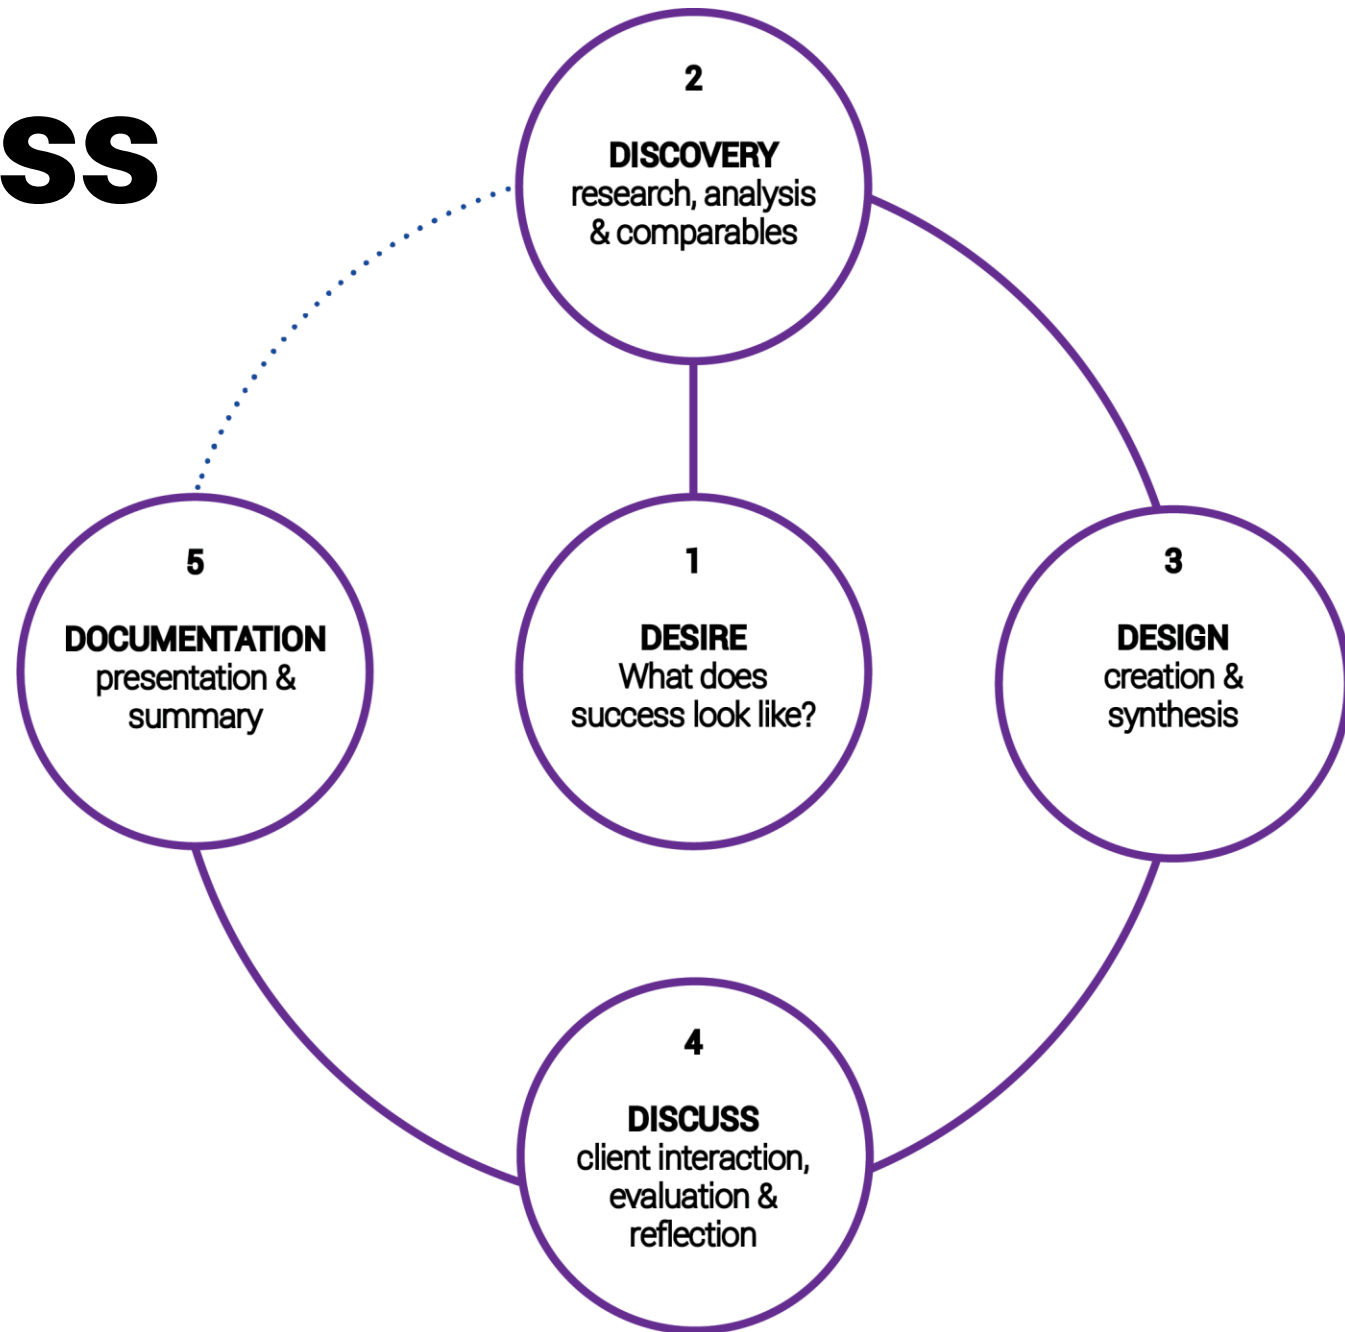 ss
2
DISCOVERY
research, analysis
& comparables
5
DOCUMENTATION
presentation &
summary
1
DESIRE
What does
success look like?
3
DESIGN
creation &
synthesis
4
DISCUSS
client interaction,
evaluation &
reflection